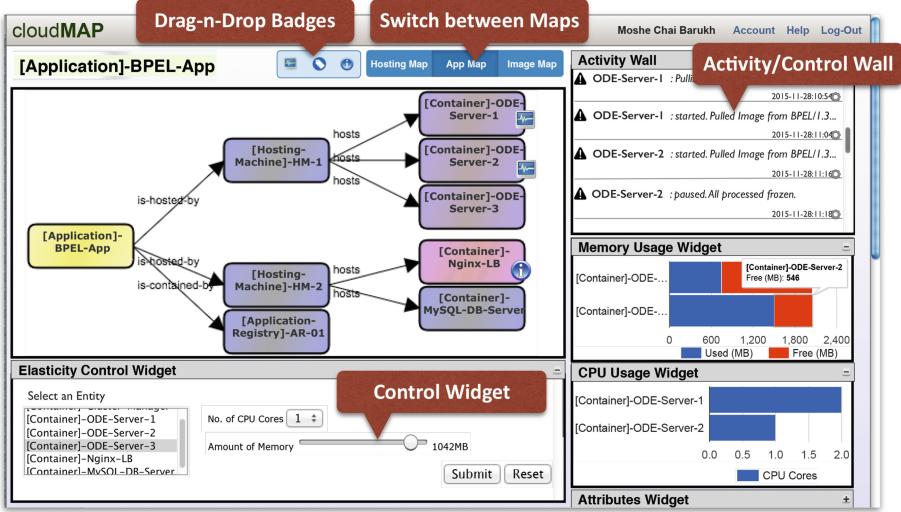 Drag-n-Drop Badges
Switch between Maps
cloudMAP
Moshe Chai Barukh Account Help Log-Out
[Application]-BPEL-App
Hosting Map App Map Image Map
Activity Wall
Activity/Control Wall
ODE-Server-1 : Pulli
2015-11-28:10:54
ODE-Server-1 : started. Pulled Image from BPEL/1.3...
2015-11-28:11:04
ODE-Server-2 : started. Pulled Image from BPEL/1.3...
2015-11-28:11:16
ODE-Server-2 : paused. All processed frozen.
2015-11-28:11:18
[Container]-ODE-
Server-1
hosts
[Hosting-
Machine]-HM-1
hosts
[Container]-ODE-
Server-2
hosts
[Container]-ODE-
Server-3
is-hosted-by
[Application]-
BPEL-App
is-hosted-by
is-contained-by
[Hosting-
Machine]-HM-2
hosts
[Container]-
Nginx-LB
hosts
[Container]-
MySQL-DB-Server
[Application-
Registry]-AR-01
Memory Usage Widget
[Container]-ODE-...
[Container]-ODE-Server-2
Free (MB): 546
[Container]-ODE-...
0 600 1,200 1,800 2,400
Used (MB) Free (MB)
Elasticity Control Widget
Select an Entity
[Container]-Cluster-Manager
[Container]-ODE-Server-1
[Container]-ODE-Server-2
[Container]-ODE-Server-3
[Container]-Nginx-LB
[Container]-MySQL-DB-Server
Control Widget
No. of CPU Cores 1
Amount of Memory 1042MB
Submit Reset
CPU Usage Widget
[Container]-ODE-Server-1
[Container]-ODE-Server-2
0.0 0.5 1.0 1.5 2.0
CPU Cores
Attributes Widget